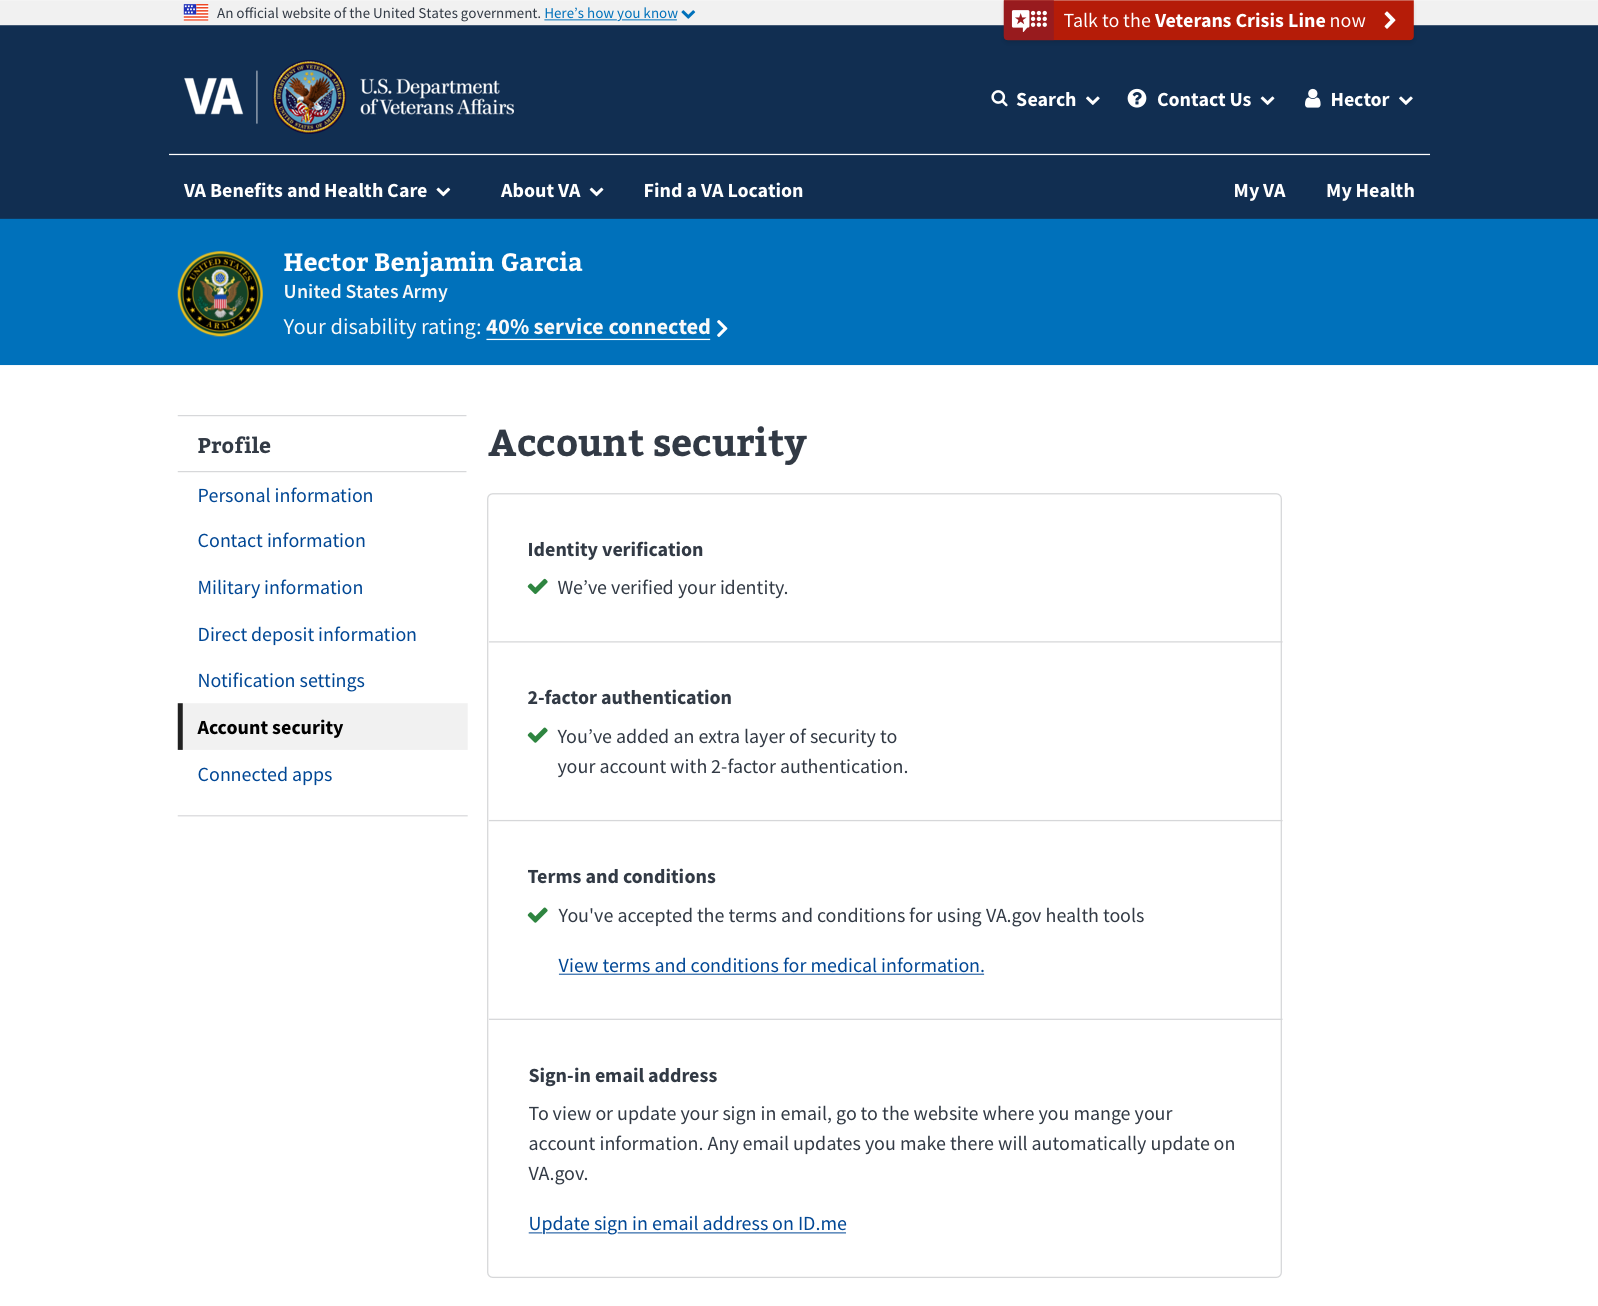 An official website of the United States government. Here’s how you know
Talk to the Veterans Crisis Line now
VA
U.S. Department
of Veterans Affairs
Search
Contact Us
Hector
VA Benefits and Health Care
About VA
Find a VA Location
My VA
My Health
UNITED STATES
ARMY
Hector Benjamin Garcia
United States Army
Your disability rating: 40% service connected
Profile
Personal information
Contact information
Military information
Direct deposit information
Notification settings
Account security
Connected apps
Account security
Identity verification
We’ve verified your identity.
2-factor authentication
You’ve added an extra layer of security to
your account with 2-factor authentication.
Terms and conditions
You've accepted the terms and conditions for using VA.gov health tools
View terms and conditions for medical information.
Sign-in email address
To view or update your sign in email, go to the website where you mange your
account information. Any email updates you make there will automatically update on
VA.gov.
Update sign in email address on ID.me